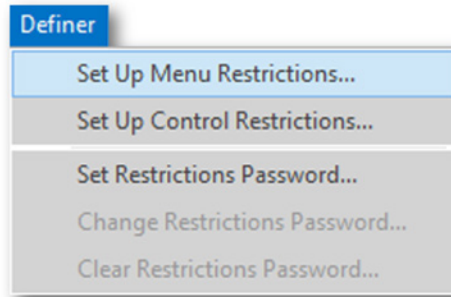 Definer
Set Up Menu Restrictions...
Set Up Control Restrictions...
Set Restrictions Password...
Change Restrictions Password...
Clear Restrictions Password...